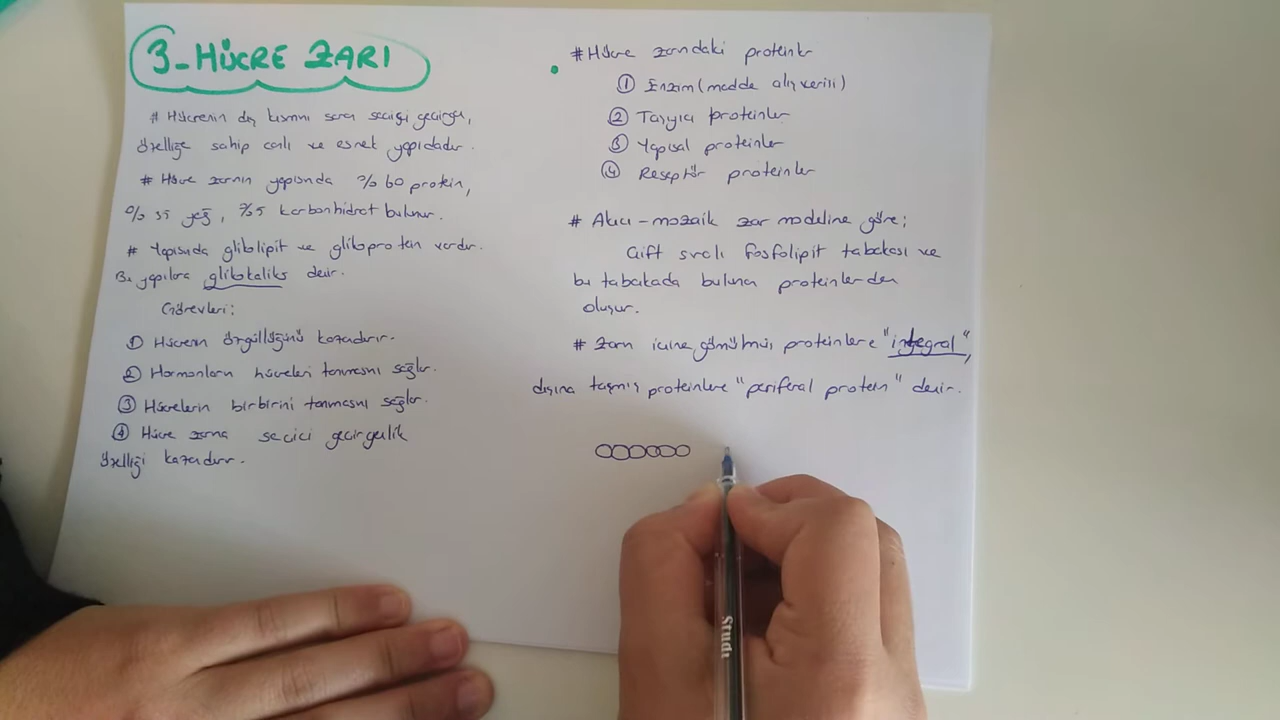 3-HÜCRE ZARI
# Hücrenin dış kısmını saran seçici geçirgen,
özelliğe sahip canlı ve esnek yapıdadır.
# Hücre zarının yapısında %60 protein,
%35 yağ, %5 karbonhidrat bulunur.
# Yapısında glikolipit ve glikoprotein vardır.
Bu yapılara glikokaliks denir.
Görevleri:
① Hücrenin özgüllüğünü kazandırır.
② Hormonların hücreleri tanımasını sağlar.
③ Hücrelerin birbirini tanımasını sağlar.
④ Hücre zarına seçici geçirgenlik
özelliği kazandırır.
# Hücre zarındaki proteinler
① Enzim (madde alış verişi)
② Taşıyıcı proteinler
③ Yapısal proteinler
④ Reseptör proteinler
# Akıcı-mozaik zar modeline göre;
Çift sıralı fosfolipit tabakası ve
bu tabakada bulunan proteinlerden
oluşur.
# Zarın içine gömülmüş proteinlere "integral",
dışına taşmış proteinlere "periferal protein" denir.
Studi